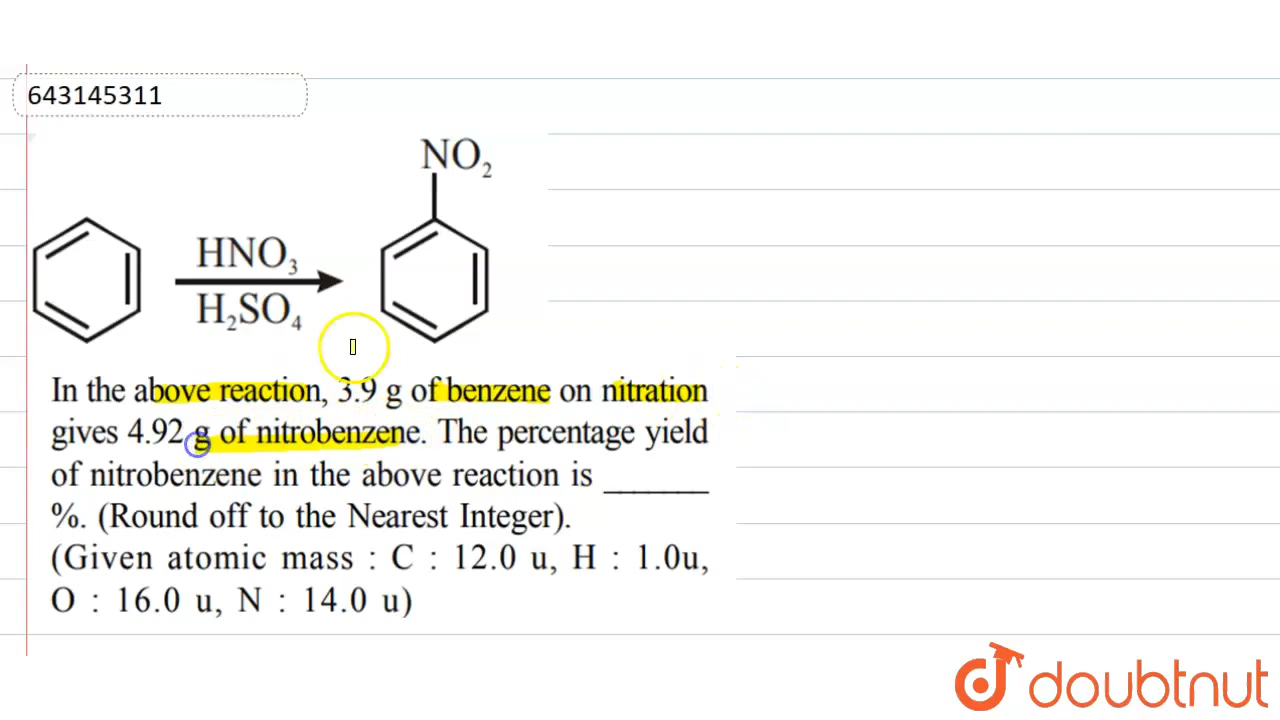 643145311
NO₂
HNO₃
H₂SO₄
In the above reaction, 3.9 g of benzene on nitration
gives 4.92 g of nitrobenzene. The percentage yield
of nitrobenzene in the above reaction is _______
%. (Round off to the Nearest Integer).
(Given atomic mass : C : 12.0 u, H : 1.0u,
O : 16.0 u, N : 14.0 u)
doubtnut